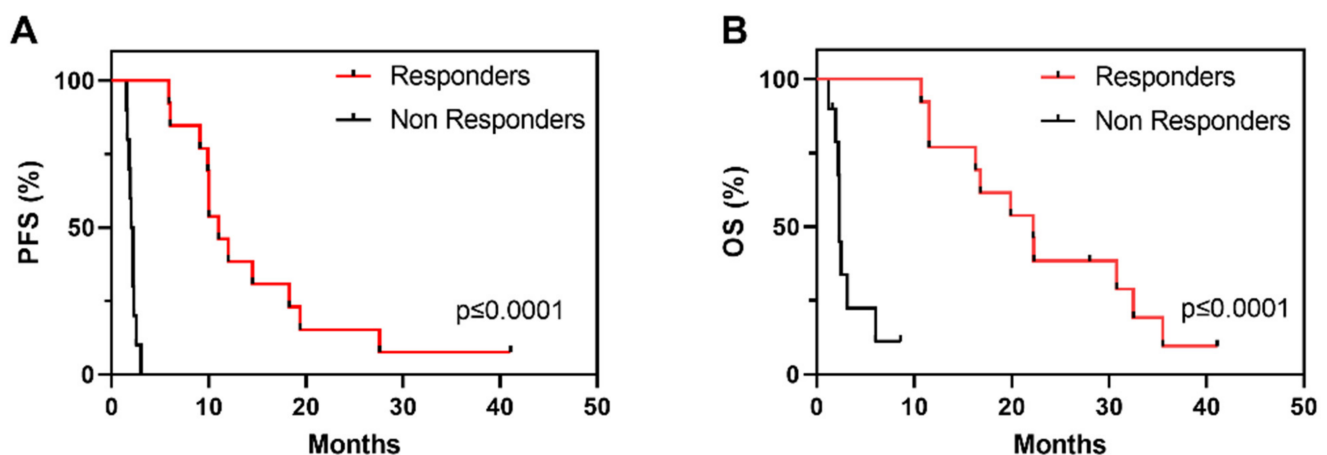 A
PFS (%)
100
50
0
Responders
Non Responders
p≤0.0001
0 10 20 30 40 50
Months
B
OS (%)
100
50
0
Responders
Non Responders
p≤0.0001
0 10 20 30 40 50
Months